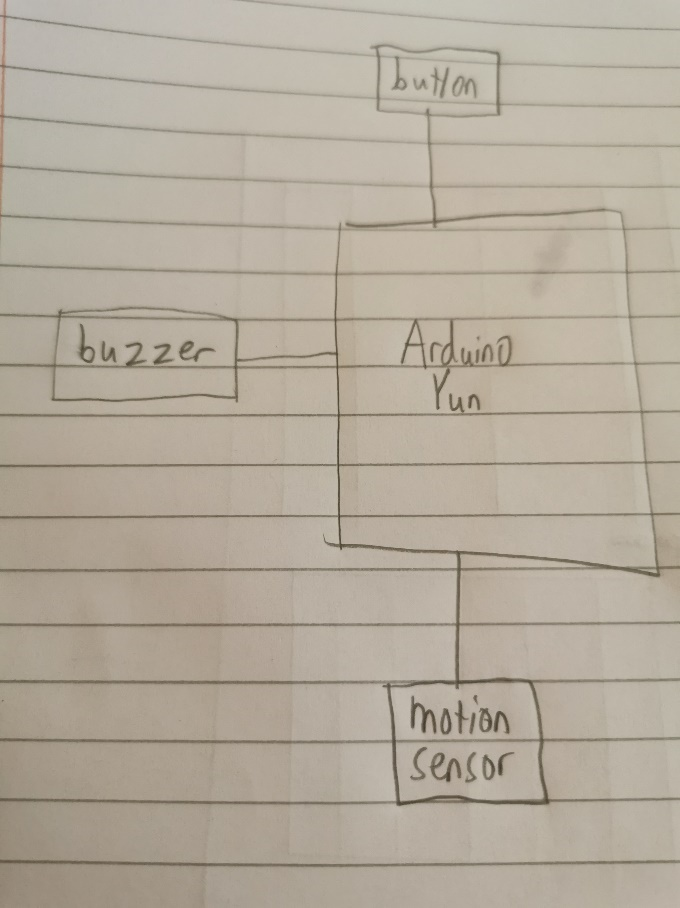 button
buzzer
Arduino
Yun
motion
sensor